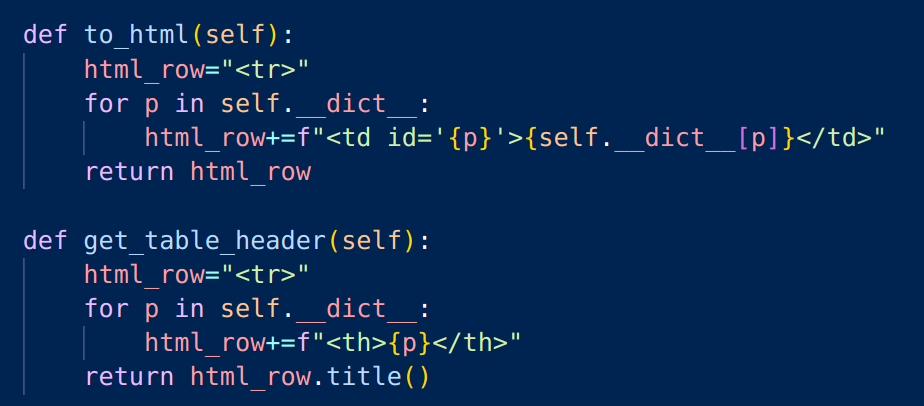 def to_html(self):
    html_row="<tr>"
    for p in self.__dict__:
        html_row+=f"<td id='{p}'>{self.__dict__[p]}</td>"
    return html_row

def get_table_header(self):
    html_row="<tr>"
    for p in self.__dict__:
        html_row+=f"<th>{p}</th>"
    return html_row.title()